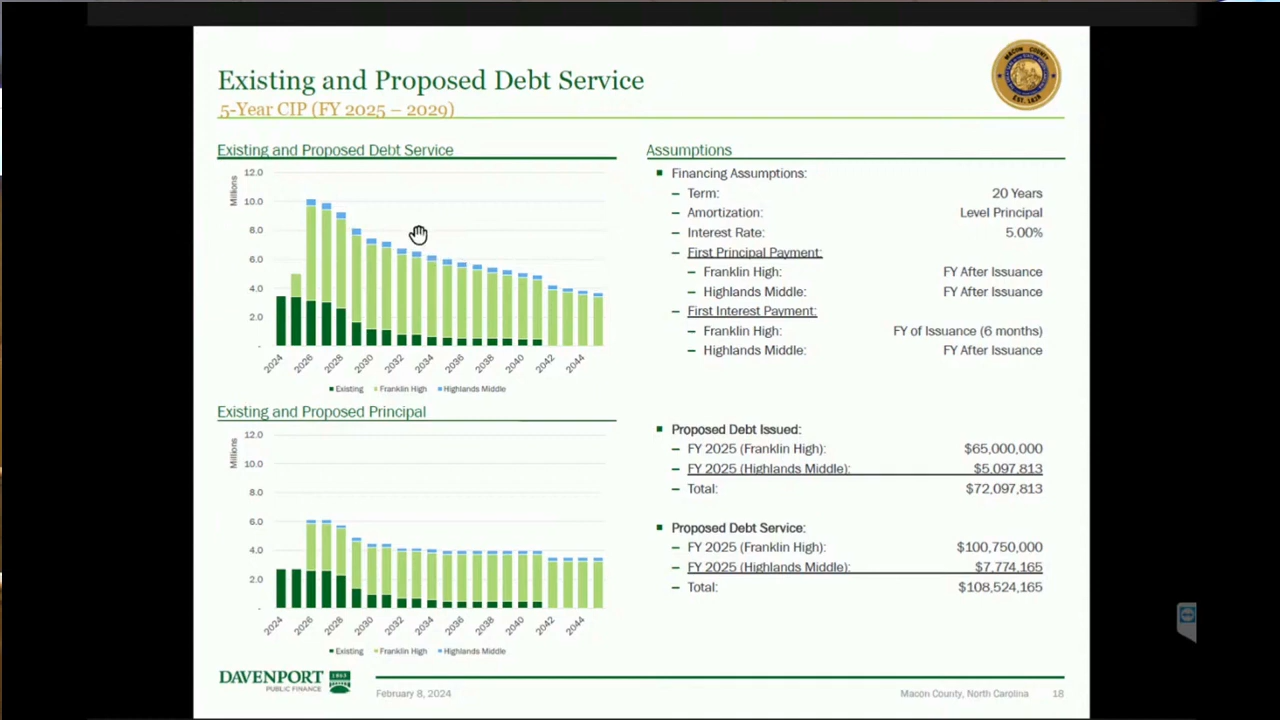 Existing and Proposed Debt Service
5-Year CIP (FY 2025 – 2029)
MACON COUNTY
EST. 1828
Existing and Proposed Debt Service
Millions
12.0
10.0
8.0
6.0
4.0
2.0
-
2024 2026 2028 2030 2032 2034 2036 2038 2040 2042 2044
Existing Franklin High Highlands Middle
Existing and Proposed Principal
Millions
12.0
10.0
8.0
6.0
4.0
2.0
-
2024 2026 2028 2030 2032 2034 2036 2038 2040 2042 2044
Existing Franklin High Highlands Middle
Assumptions
Financing Assumptions:
– Term: 20 Years
– Amortization: Level Principal
– Interest Rate: 5.00%
– First Principal Payment:
– Franklin High: FY After Issuance
– Highlands Middle: FY After Issuance
– First Interest Payment:
– Franklin High: FY of Issuance (6 months)
– Highlands Middle: FY After Issuance
Proposed Debt Issued:
– FY 2025 (Franklin High): $65,000,000
– FY 2025 (Highlands Middle): $5,097,813
– Total: $72,097,813
Proposed Debt Service:
– FY 2025 (Franklin High): $100,750,000
– FY 2025 (Highlands Middle): $7,774,165
– Total: $108,524,165
DAVENPORT
PUBLIC FINANCE
1863
February 8, 2024
Macon County, North Carolina 18